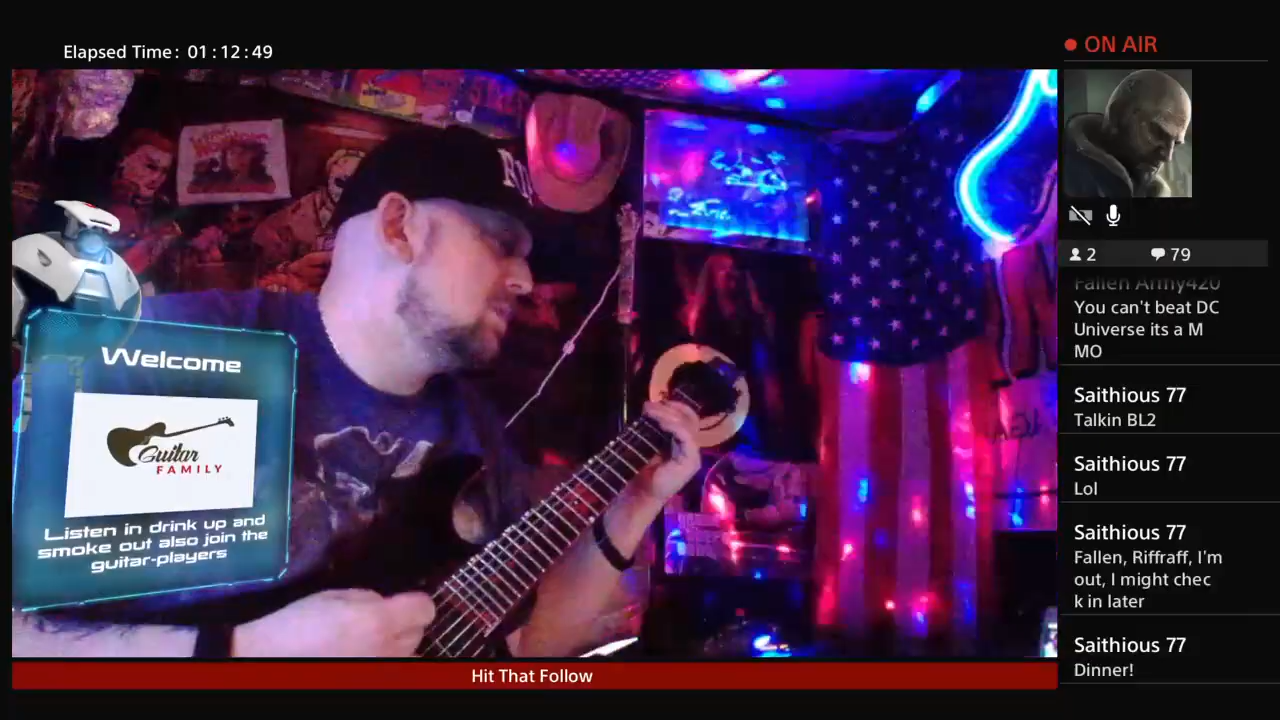 Elapsed Time: 01:12:49
ON AIR
2
79
Fallen Army420
You can't beat DC
Universe its a M
MO
Saithious 77
Talkin BL2
Saithious 77
Lol
Saithious 77
Fallen, Riffraff, I'm
out, I might chec
k in later
Saithious 77
Dinner!
Welcome
Guitar
FAMILY
Listen in drink up and
smoke out also join the
guitar-players
Hit That Follow